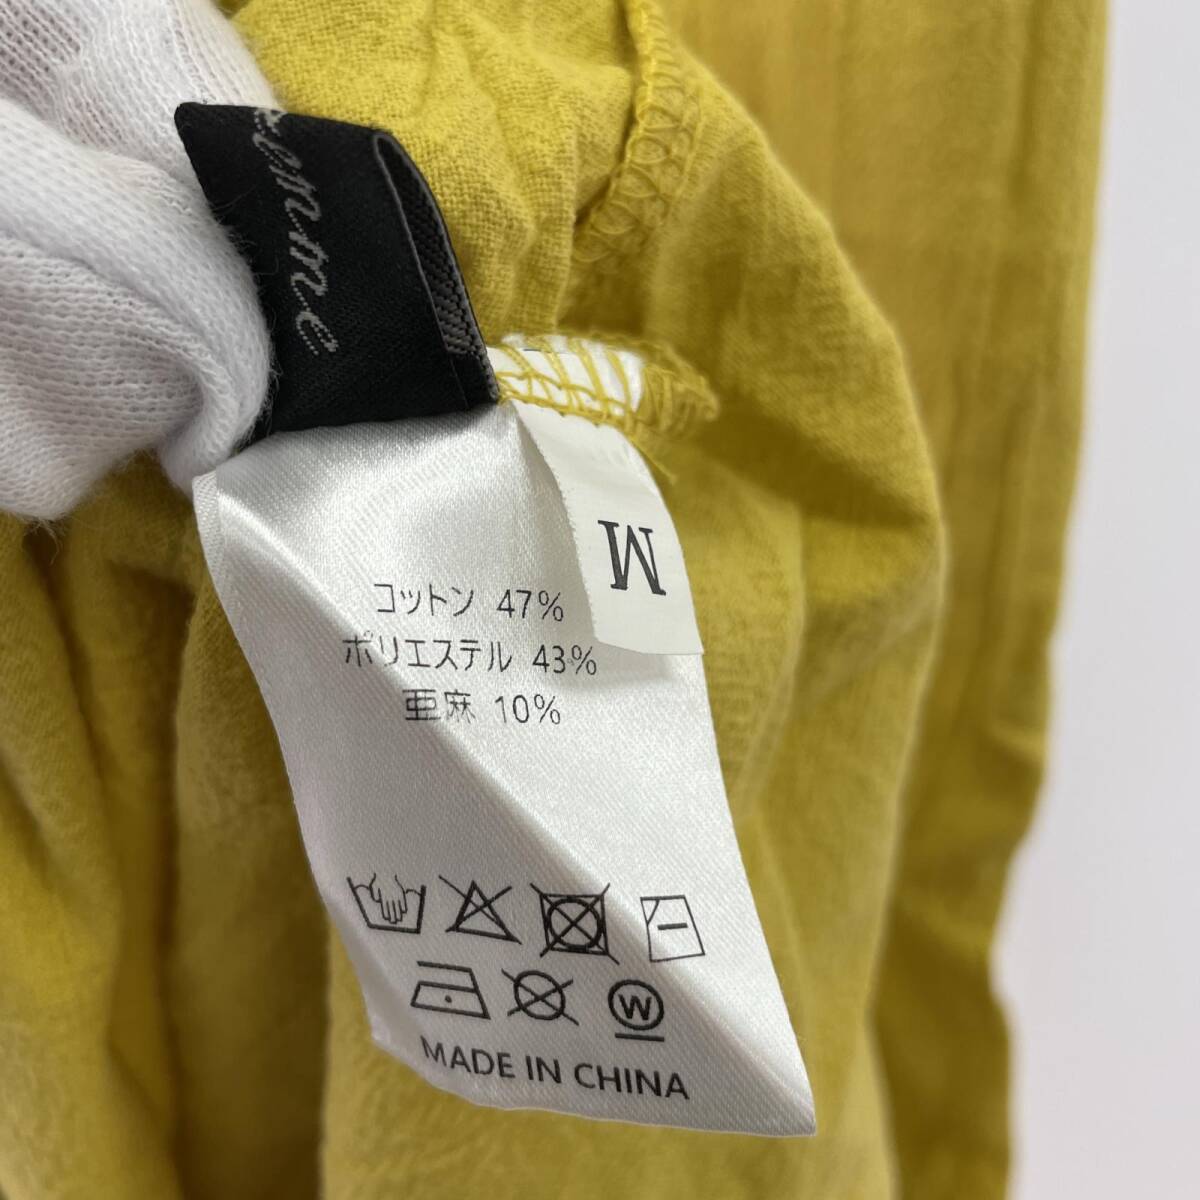 M
コットン 47%
ポリエステル 43%
亜麻 10%
W
MADE IN CHINA